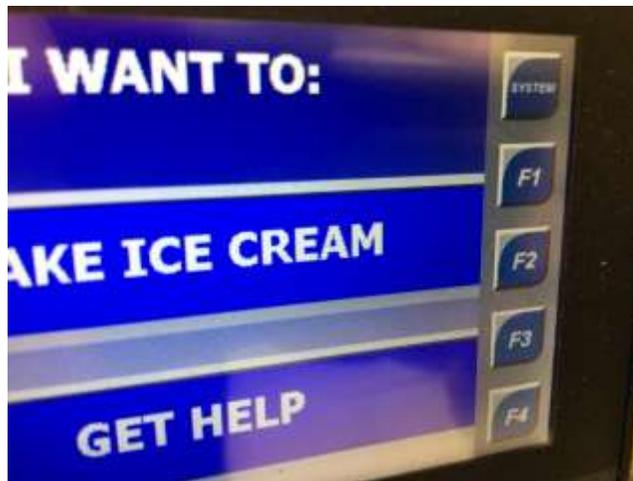 I WANT TO:
SYSTEM
F1
AKE ICE CREAM
F2
F3
GET HELP
F4